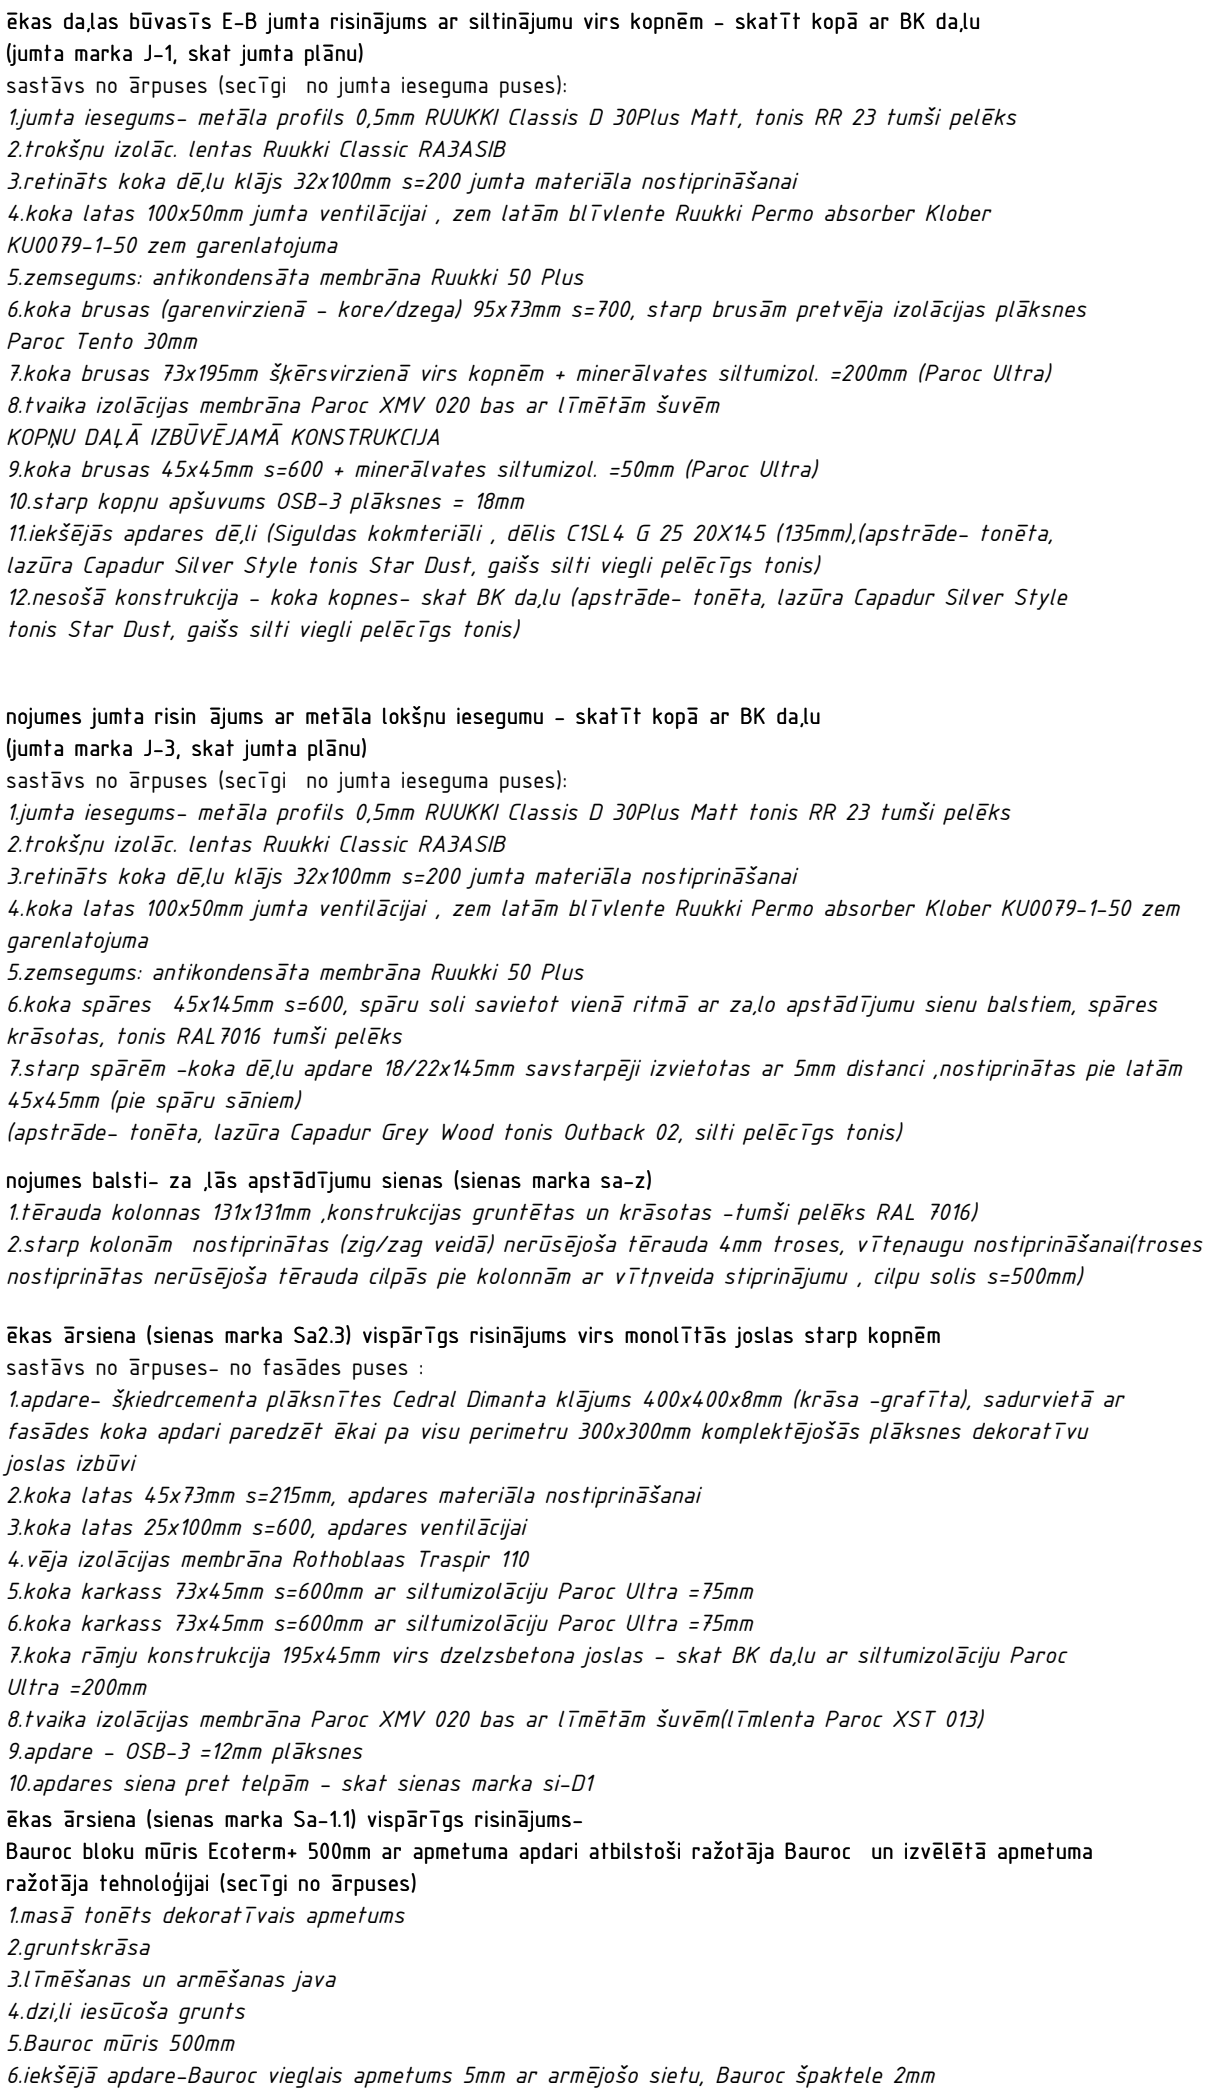 ēkas da,las būvasīs E-B jumta risinājums ar siltinājumu virs kopnēm - skatīt kopā ar BK da,lu
(jumta marka J-1, skat jumta plānu)
sastāvs no ārpuses (secīgi  no jumta ieseguma puses):
1.jumta iesegums- metāla profils 0,5mm RUUKKI Classis D 30Plus Matt, tonis RR 23 tumši pelēks
2.trokšņu izolāc. lentas Ruukki Classic RA3ASIB
3.retināts koka dē,lu klājs 32x100mm s=200 jumta materiāla nostiprināšanai
4.koka latas 100x50mm jumta ventilācijai , zem latām blīvlente Ruukki Permo absorber Klober
KU0079-1-50 zem garenlatojuma
5.zemsegums: antikondensāta membrāna Ruukki 50 Plus
6.koka brusas (garenvirzienā - kore/dzega) 95x73mm s=700, starp brusām pretvēja izolācijas plāksnes
Paroc Tento 30mm
7.koka brusas 73x195mm šķērsvirzienā virs kopnēm + minerālvates siltumizol. =200mm (Paroc Ultra)
8.tvaika izolācijas membrāna Paroc XMV 020 bas ar līmētām šuvēm
KOPŅU DAĻĀ IZBŪVĒJAMĀ KONSTRUKCIJA
9.koka brusas 45x45mm s=600 + minerālvates siltumizol. =50mm (Paroc Ultra)
10.starp kopņu apšuvums OSB-3 plāksnes = 18mm
11.iekšējās apdares dē,li (Siguldas kokmteriāli , dēlis C1SL4 G 25 20X145 (135mm),(apstrāde- tonēta,
lazūra Capadur Silver Style tonis Star Dust, gaišs silti viegli pelēcīgs tonis)
12.nesošā konstrukcija - koka kopnes- skat BK da,lu (apstrāde- tonēta, lazūra Capadur Silver Style
tonis Star Dust, gaišs silti viegli pelēcīgs tonis)
nojumes jumta risin ājums ar metāla lokšņu iesegumu - skatīt kopā ar BK da,lu
(jumta marka J-3, skat jumta plānu)
sastāvs no ārpuses (secīgi  no jumta ieseguma puses):
1.jumta iesegums- metāla profils 0,5mm RUUKKI Classis D 30Plus Matt tonis RR 23 tumši pelēks
2.trokšņu izolāc. lentas Ruukki Classic RA3ASIB
3.retināts koka dē,lu klājs 32x100mm s=200 jumta materiāla nostiprināšanai
4.koka latas 100x50mm jumta ventilācijai , zem latām blīvlente Ruukki Permo absorber Klober KU0079-1-50 zem
garenlatojuma
5.zemsegums: antikondensāta membrāna Ruukki 50 Plus
6.koka spāres  45x145mm s=600, spāru soli savietot vienā ritmā ar za,lo apstādījumu sienu balstiem, spāres
krāsotas, tonis RAL7016 tumši pelēks
7.starp spārēm -koka dē,lu apdare 18/22x145mm savstarpēji izvietotas ar 5mm distanci ,nostiprinātas pie latām
45x45mm (pie spāru sāniem)
(apstrāde- tonēta, lazūra Capadur Grey Wood tonis Outback 02, silti pelēcīgs tonis)
nojumes balsti- za ,lās apstādījumu sienas (sienas marka sa-z)
1.tērauda kolonnas 131x131mm ,konstrukcijas gruntētas un krāsotas -tumši pelēks RAL 7016)
2.starp kolonām  nostiprinātas (zig/zag veidā) nerūsējoša tērauda 4mm troses, vīteņaugu nostiprināšanai(troses
nostiprinātas nerūsējoša tērauda cilpās pie kolonnām ar vītņveida stiprinājumu , cilpu solis s=500mm)
ēkas ārsiena (sienas marka Sa2.3) vispārīgs risinājums virs monolītās joslas starp kopnēm
sastāvs no ārpuses- no fasādes puses :
1.apdare- šķiedrcementa plāksnītes Cedral Dimanta klājums 400x400x8mm (krāsa -grafīta), sadurvietā ar
fasādes koka apdari paredzēt ēkai pa visu perimetru 300x300mm komplektējošās plāksnes dekoratīvu
joslas izbūvi
2.koka latas 45x73mm s=215mm, apdares materiāla nostiprināšanai
3.koka latas 25x100mm s=600, apdares ventilācijai
4.vēja izolācijas membrāna Rothoblaas Traspir 110
5.koka karkass 73x45mm s=600mm ar siltumizolāciju Paroc Ultra =75mm
6.koka karkass 73x45mm s=600mm ar siltumizolāciju Paroc Ultra =75mm
7.koka rāmju konstrukcija 195x45mm virs dzelzsbetona joslas - skat BK da,lu ar siltumizolāciju Paroc
Ultra =200mm
8.tvaika izolācijas membrāna Paroc XMV 020 bas ar līmētām šuvēm(līmlenta Paroc XST 013)
9.apdare - OSB-3 =12mm plāksnes
10.apdares siena pret telpām - skat sienas marka si-D1
ēkas ārsiena (sienas marka Sa-1.1) vispārīgs risinājums-
Bauroc bloku mūris Ecoterm+ 500mm ar apmetuma apdari atbilstoši ražotāja Bauroc  un izvēlētā apmetuma
ražotāja tehnoloģijai (secīgi no ārpuses)
1.masā tonēts dekoratīvais apmetums
2.gruntskrāsa
3.līmēšanas un armēšanas java
4.dzi,li iesūcoša grunts
5.Bauroc mūris 500mm
6.iekšējā apdare-Bauroc vieglais apmetums 5mm ar armējošo sietu, Bauroc špaktele 2mm